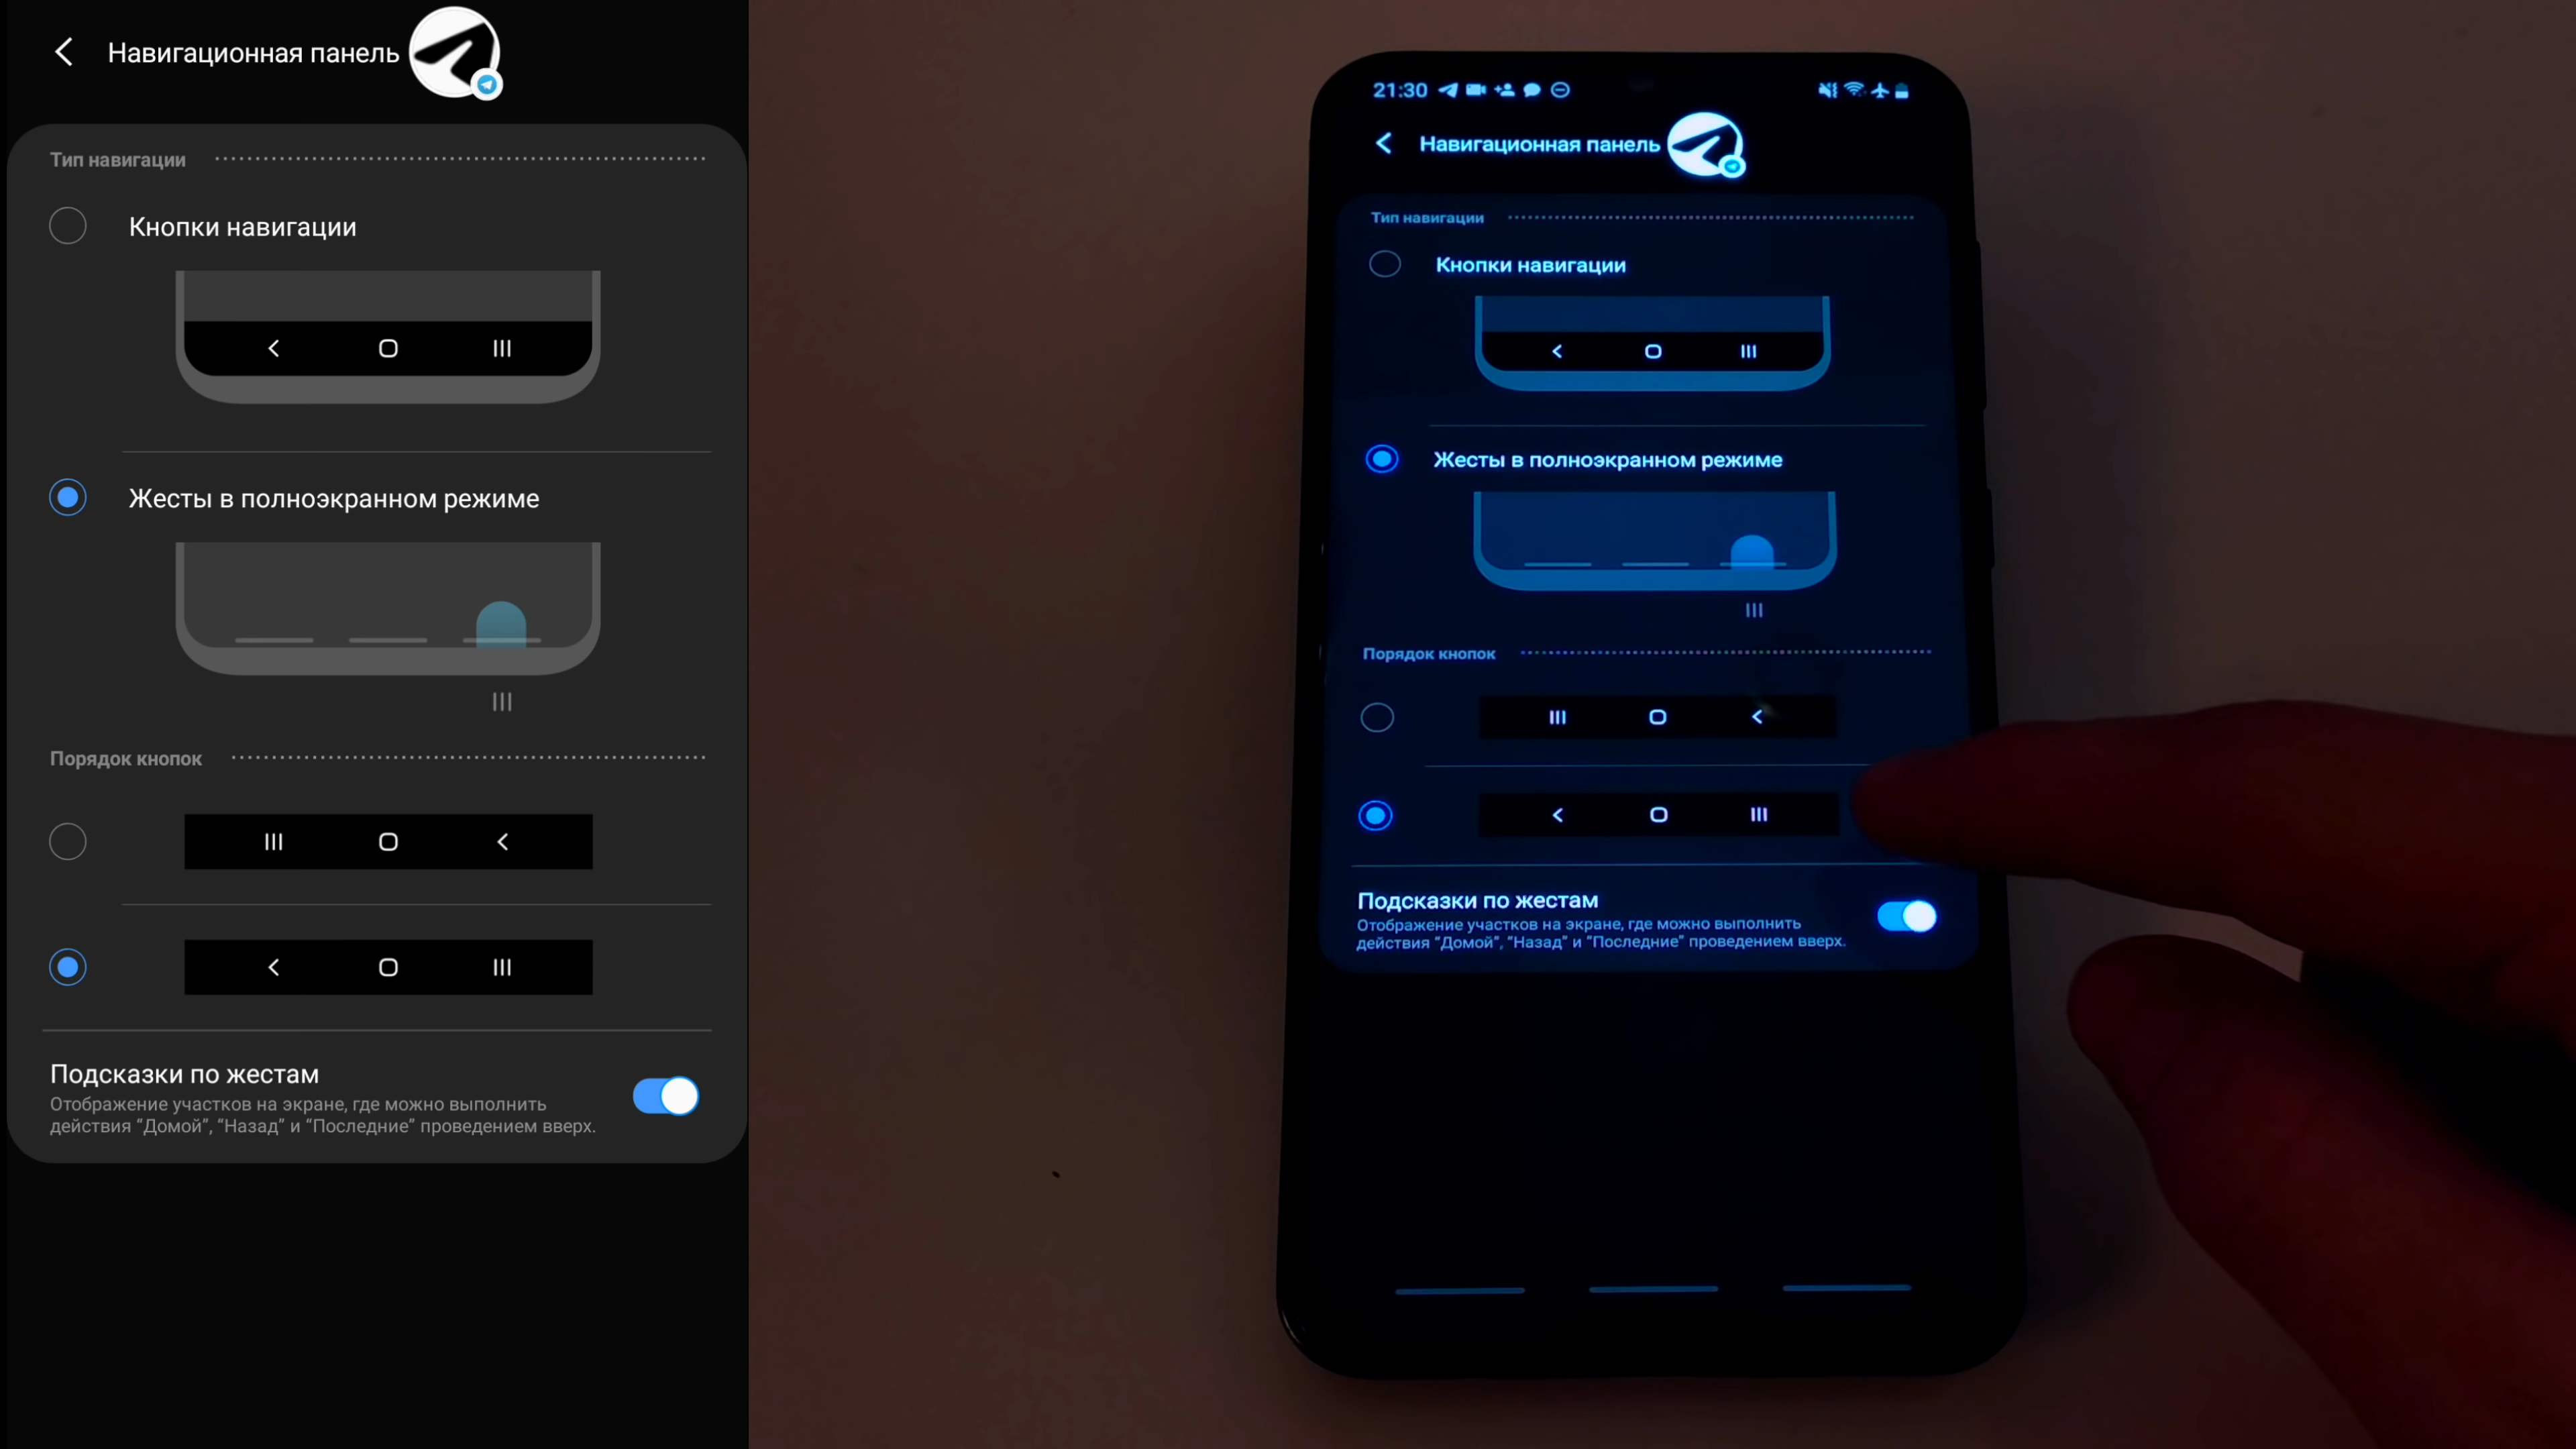 Навигационная панель
Тип навигации
Кнопки навигации
Жесты в полноэкранном режиме
Порядок кнопок
Подсказки по жестам
Отображение участков на экране, где можно выполнить
действия “Домой”, “Назад” и “Последние” проведением вверх.
21:30
Навигационная панель
Тип навигации
Кнопки навигации
Жесты в полноэкранном режиме
Порядок кнопок
Подсказки по жестам
Отображение участков на экране, где можно выполнить
действия “Домой”, “Назад” и “Последние” проведением вверх.